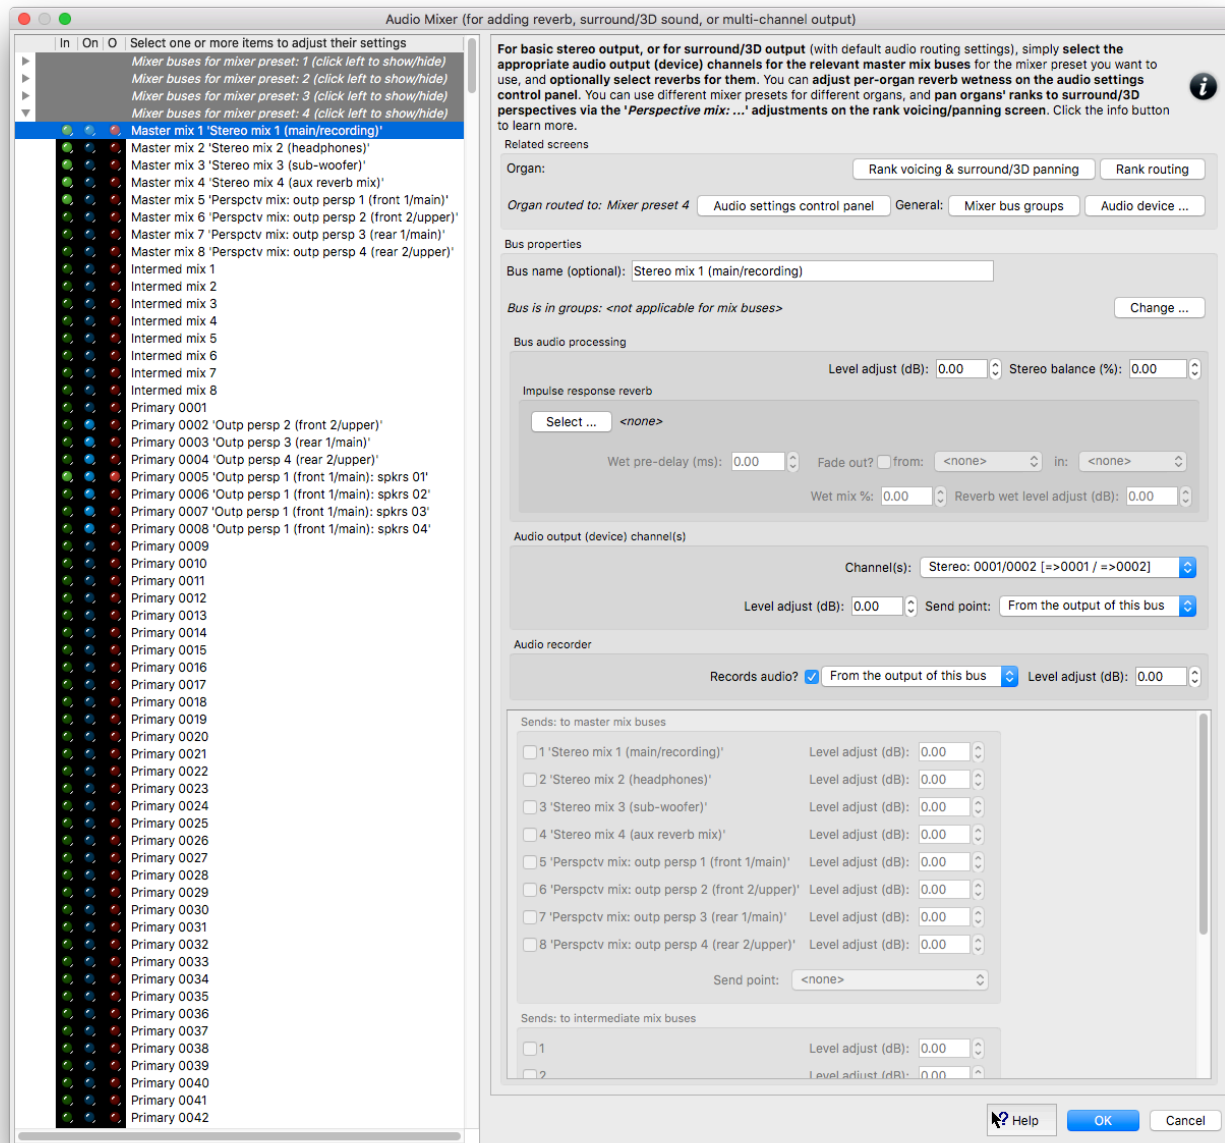 Audio Mixer (for adding reverb, surround/3D sound, or multi-channel output)
In On O Select one or more items to adjust their settings
Mixer buses for mixer preset: 1 (click left to show/hide)
Mixer buses for mixer preset: 2 (click left to show/hide)
Mixer buses for mixer preset: 3 (click left to show/hide)
Mixer buses for mixer preset: 4 (click left to show/hide)
Master mix 1 'Stereo mix 1 (main/recording)'
Master mix 2 'Stereo mix 2 (headphones)'
Master mix 3 'Stereo mix 3 (sub-woofer)'
Master mix 4 'Stereo mix 4 (aux reverb mix)'
Master mix 5 'Perspctv mix: outp persp 1 (front 1/main)'
Master mix 6 'Perspctv mix: outp persp 2 (front 2/upper)'
Master mix 7 'Perspctv mix: outp persp 3 (rear 1/main)'
Master mix 8 'Perspctv mix: outp persp 4 (rear 2/upper)'
Intermed mix 1
Intermed mix 2
Intermed mix 3
Intermed mix 4
Intermed mix 5
Intermed mix 6
Intermed mix 7
Intermed mix 8
Primary 0001
Primary 0002 'Outp persp 2 (front 2/upper)'
Primary 0003 'Outp persp 3 (rear 1/main)'
Primary 0004 'Outp persp 4 (rear 2/upper)'
Primary 0005 'Outp persp 1 (front 1/main): spkrs 01'
Primary 0006 'Outp persp 1 (front 1/main): spkrs 02'
Primary 0007 'Outp persp 1 (front 1/main): spkrs 03'
Primary 0008 'Outp persp 1 (front 1/main): spkrs 04'
Primary 0009
Primary 0010
Primary 0011
Primary 0012
Primary 0013
Primary 0014
Primary 0015
Primary 0016
Primary 0017
Primary 0018
Primary 0019
Primary 0020
Primary 0021
Primary 0022
Primary 0023
Primary 0024
Primary 0025
Primary 0026
Primary 0027
Primary 0028
Primary 0029
Primary 0030
Primary 0031
Primary 0032
Primary 0033
Primary 0034
Primary 0035
Primary 0036
Primary 0037
Primary 0038
Primary 0039
Primary 0040
Primary 0041
Primary 0042
For basic stereo output, or for surround/3D output (with default audio routing settings), simply select the
appropriate audio output (device) channels for the relevant master mix buses for the mixer preset you want to
use, and optionally select reverbs for them. You can adjust per-organ reverb wetness on the audio settings
control panel. You can use different mixer presets for different organs, and pan organs' ranks to surround/3D
perspectives via the 'Perspective mix: ...' adjustments on the rank voicing/panning screen. Click the info button
to learn more.
i
Related screens
Organ: Rank voicing & surround/3D panning Rank routing
Organ routed to: Mixer preset 4 Audio settings control panel General: Mixer bus groups Audio device ...
Bus properties
Bus name (optional): Stereo mix 1 (main/recording)
Bus is in groups: <not applicable for mix buses> Change ...
Bus audio processing
Level adjust (dB): 0.00 Stereo balance (%): 0.00
Impulse response reverb
Select ... <none>
Wet pre-delay (ms): 0.00 Fade out? from: <none> in: <none>
Wet mix %: 0.00 Reverb wet level adjust (dB): 0.00
Audio output (device) channel(s)
Channel(s): Stereo: 0001/0002 [=>0001 / =>0002]
Level adjust (dB): 0.00 Send point: From the output of this bus
Audio recorder
Records audio? From the output of this bus Level adjust (dB): 0.00
Sends: to master mix buses
1 'Stereo mix 1 (main/recording)' Level adjust (dB): 0.00
2 'Stereo mix 2 (headphones)' Level adjust (dB): 0.00
3 'Stereo mix 3 (sub-woofer)' Level adjust (dB): 0.00
4 'Stereo mix 4 (aux reverb mix)' Level adjust (dB): 0.00
5 'Perspctv mix: outp persp 1 (front 1/main)' Level adjust (dB): 0.00
6 'Perspctv mix: outp persp 2 (front 2/upper)' Level adjust (dB): 0.00
7 'Perspctv mix: outp persp 3 (rear 1/main)' Level adjust (dB): 0.00
8 'Perspctv mix: outp persp 4 (rear 2/upper)' Level adjust (dB): 0.00
Send point: <none>
Sends: to intermediate mix buses
1 Level adjust (dB): 0.00
2 Level adjust (dB): 0.00
? Help OK Cancel